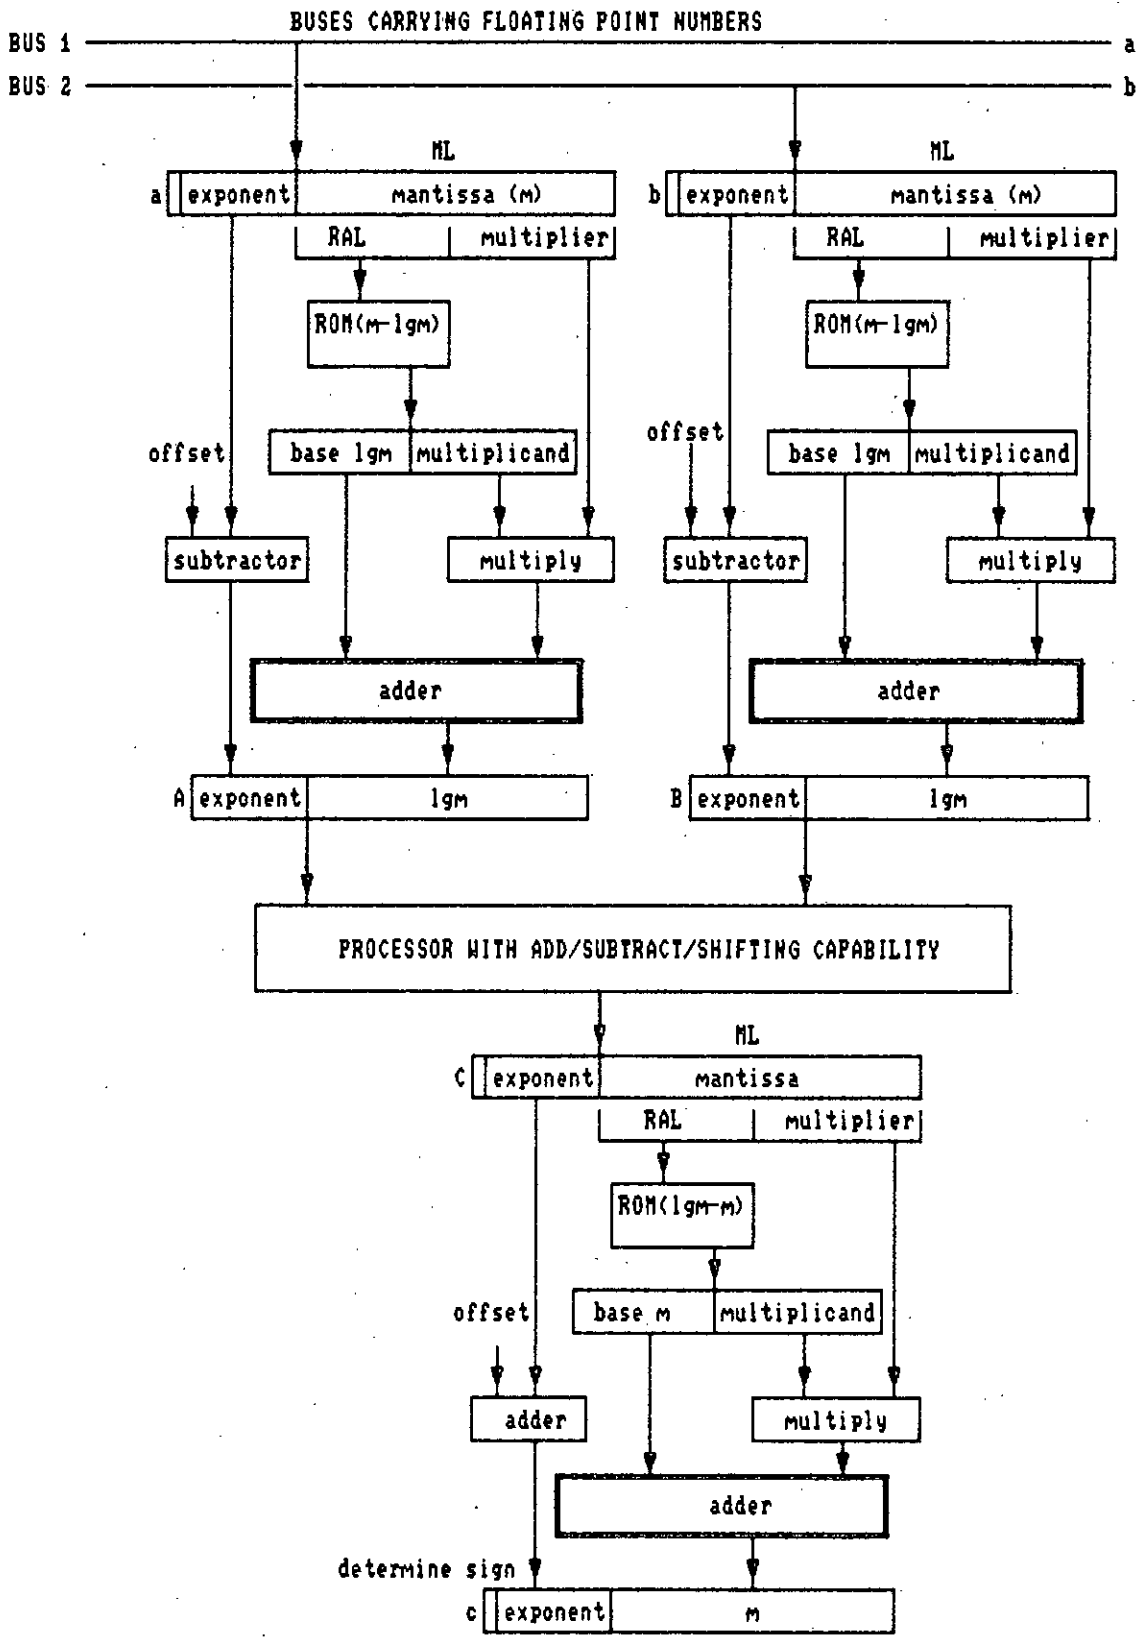 BUSES CARRYING FLOATING POINT NUMBERS
BUS 1 a
BUS 2 b
ML ML
a exponent mantissa (m) b exponent mantissa (m)
RAL multiplier RAL multiplier
ROM(m-lgm) ROM(m-lgm)
offset base lgm multiplicand offset base lgm multiplicand
subtractor multiply subtractor multiply
adder adder
A exponent lgm B exponent lgm
PROCESSOR WITH ADD/SUBTRACT/SHIFTING CAPABILITY
ML
C exponent mantissa
RAL multiplier
ROM(lgm-m)
offset base m multiplicand
adder multiply
adder
determine sign
c exponent m